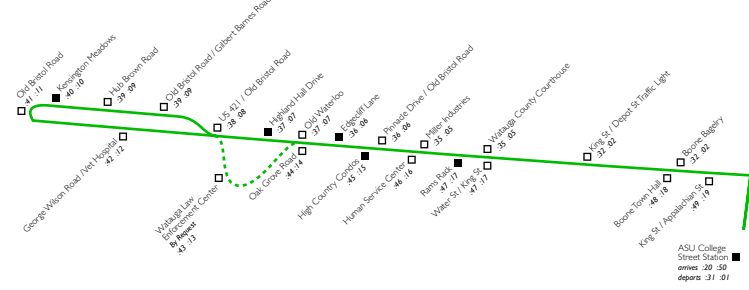 Old Bristol Road
:41 :11
Kensington Meadows
:40 :10
Hub Brown Road
:39 :09
Old Bristol Road / Gilbert Barnes Road
:39 :09
US 421 / Old Bristol Road
:38 :08
Highland Hall Drive
:37 :07
Old Waterloo
:37 :07
Edgecliff Lane
:36 :06
Pinnacle Drive / Old Bristol Road
:36 :06
Miller Industries
:35 :05
Watauga County Courthouse
:35 :05
King St / Depot St Traffic Light
:32 :02
Boone Bagelry
:32 :02
George Wilson Road / Vet Hospital
:42 :12
Watauga Law
Enforcement Center
By Request
:43 :13
Oak Grove Road
:44 :14
High Country Condos
:45 :15
Human Service Center
:46 :16
Rams Rack
:47 :17
Water St / King St
:47 :17
Boone Town Hall
:48 :18
King St / Appalachian St
:49 :19
ASU College
Street Station
arrives :20 :50
departs :31 :01